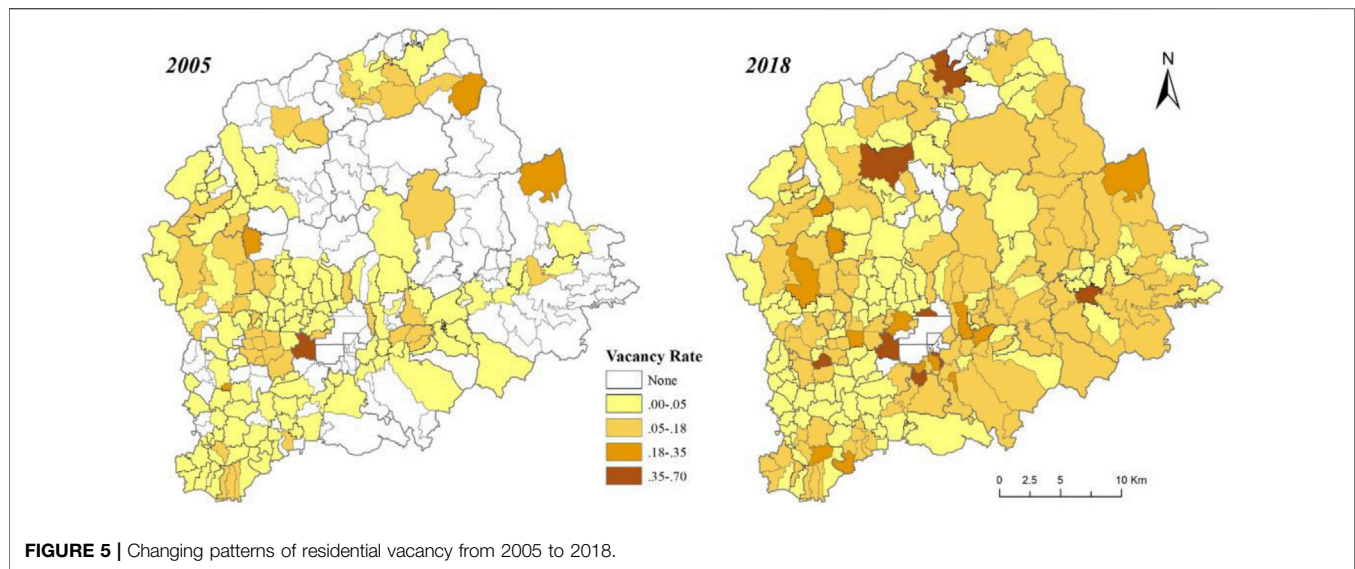 2005
2018
N
Vacancy Rate
None
.00-.05
.05-.18
.18-.35
.35-.70
0 2.5 5 10 Km
FIGURE 5 | Changing patterns of residential vacancy from 2005 to 2018.